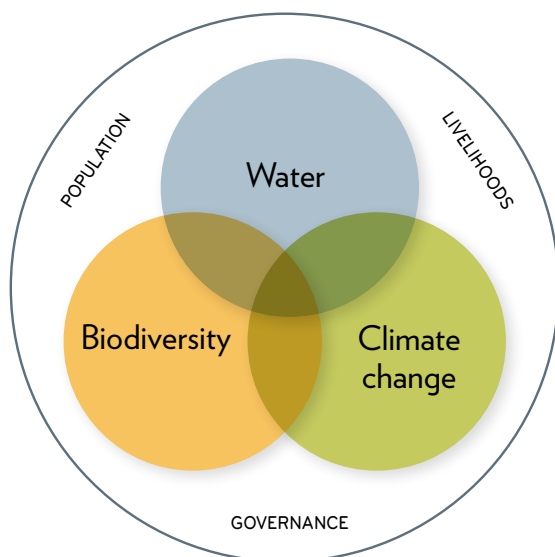 POPULATION
LIVELIHOODS
Water
Biodiversity
Climate
change
GOVERNANCE